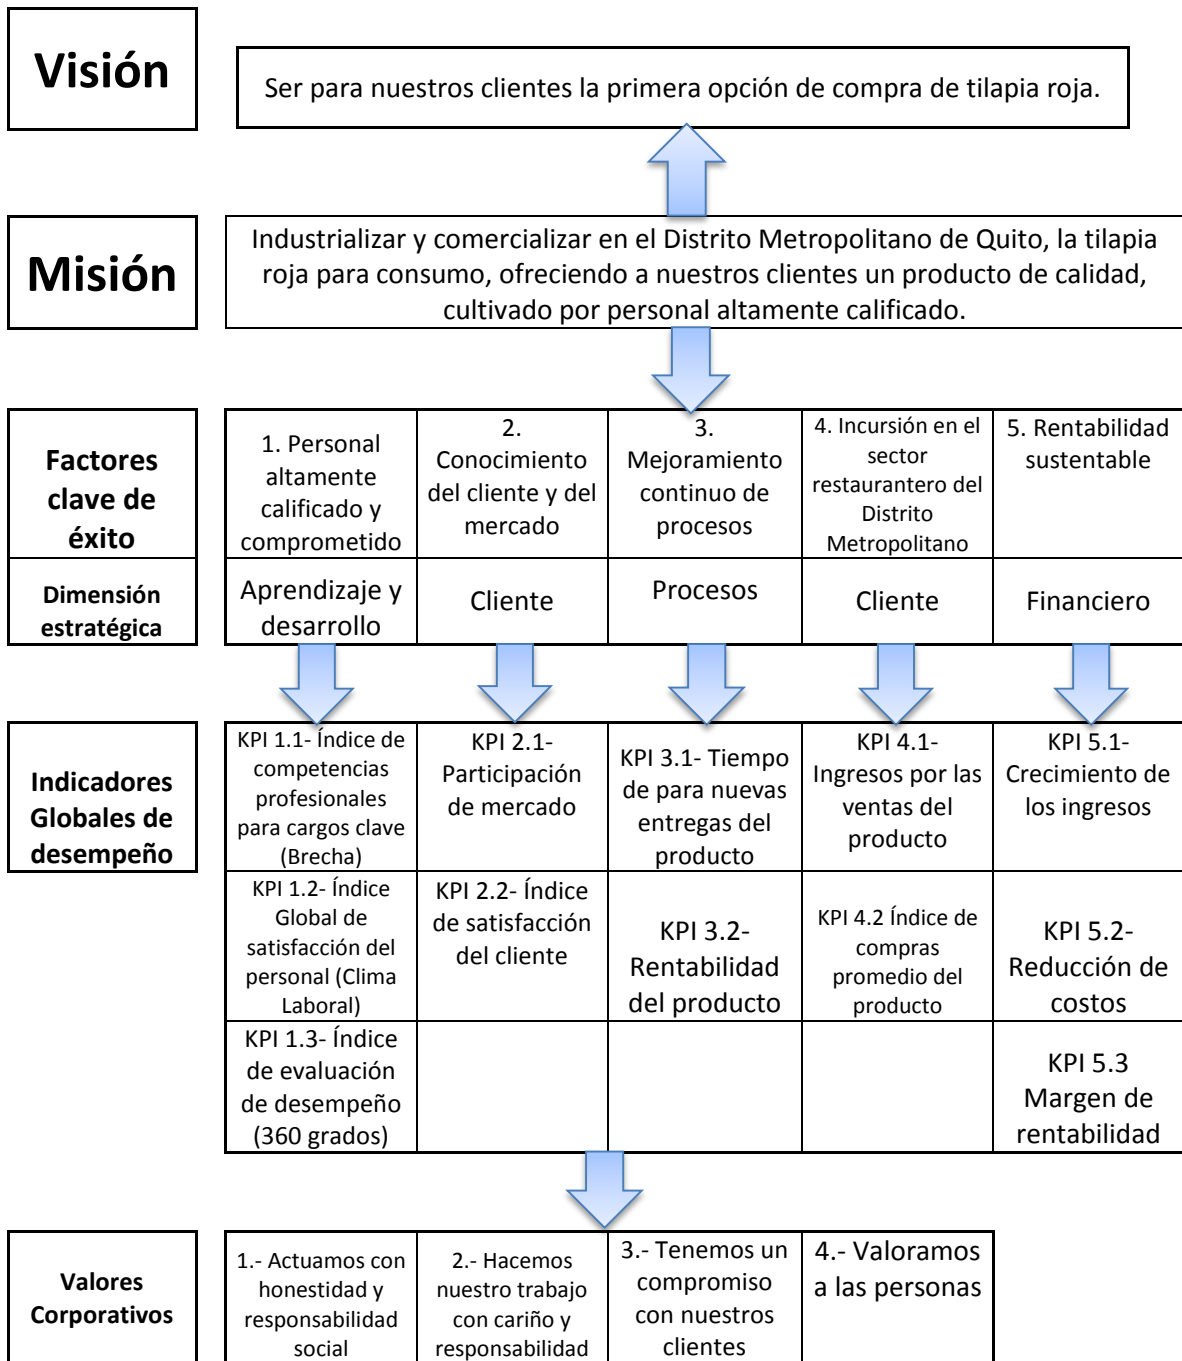 Visión
Ser para nuestros clientes la primera opción de compra de tilapia roja.
Misión
Industrializar y comercializar en el Distrito Metropolitano de Quito, la tilapia
roja para consumo, ofreciendo a nuestros clientes un producto de calidad,
cultivado por personal altamente calificado.
Factores
clave de
éxito
1. Personal
altamente
calificado y
comprometido
2.
Conocimiento
del cliente y del
mercado
3.
Mejoramiento
continuo de
procesos
4. Incursión en el
sector
restaurantero del
Distrito
Metropolitano
5. Rentabilidad
sustentable
Dimensión
estratégica
Aprendizaje y
desarrollo
Cliente
Procesos
Cliente
Financiero
Indicadores
Globales de
desempeño
KPI 1.1- Índice de
competencias
profesionales
para cargos clave
(Brecha)
KPI 2.1-
Participación
de mercado
KPI 3.1- Tiempo
de para nuevas
entregas del
producto
KPI 4.1-
Ingresos por las
ventas del
producto
KPI 5.1-
Crecimiento de
los ingresos
KPI 1.2- Índice
Global de
satisfacción del
personal (Clima
Laboral)
KPI 2.2- Índice
de satisfacción
del cliente
KPI 3.2-
Rentabilidad
del producto
KPI 4.2 Índice de
compras
promedio del
producto
KPI 5.2-
Reducción de
costos
KPI 1.3- Índice
de evaluación
de desempeño
(360 grados)
KPI 5.3
Margen de
rentabilidad
Valores
Corporativos
1.- Actuamos con
honestidad y
responsabilidad
social
2.- Hacemos
nuestro trabajo
con cariño y
responsabilidad
3.- Tenemos un
compromiso
con nuestros
clientes
4.- Valoramos
a las personas